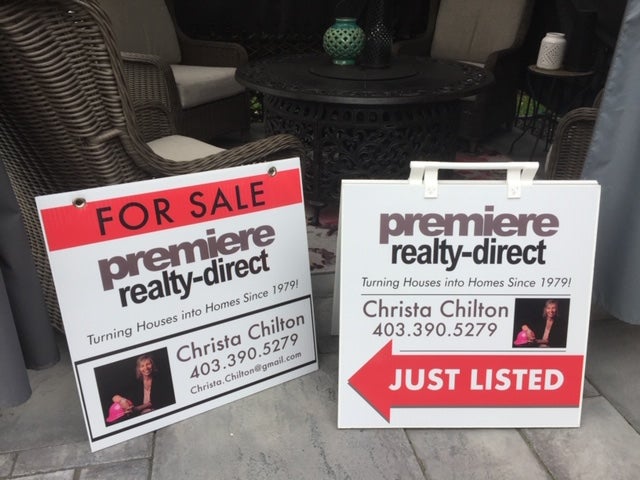 FOR SALE
premiere
realty-direct
Turning Houses into Homes Since 1979!
Christa Chilton
403.390.5279
Christa.Chilton@gmail.com
premiere
realty-direct
Turning Houses into Homes Since 1979!
Christa Chilton
403.390.5279
JUST LISTED